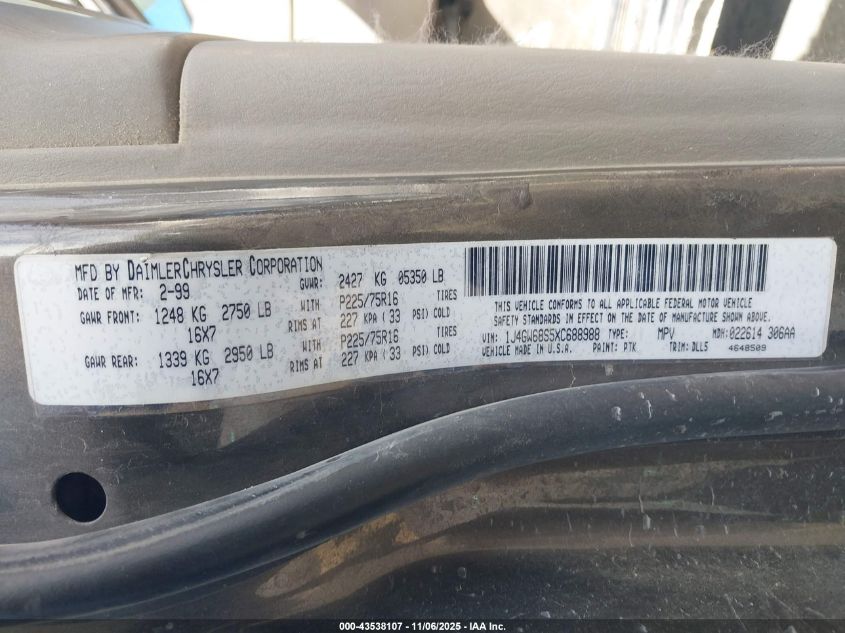 MFD BY DAIMLERCHRYSLER CORPORATION
DATE OF MFR: 2-99 GVWR: 2427 KG 05350 LB
GAWR FRONT: 1248 KG 2750 LB WITH P225/75R16 TIRES
16X7 RIMS AT 227 KPA ( 33 PSI) COLD
GAWR REAR: 1339 KG 2950 LB WITH P225/75R16 TIRES
16X7 RIMS AT 227 KPA ( 33 PSI) COLD
THIS VEHICLE CONFORMS TO ALL APPLICABLE FEDERAL MOTOR VEHICLE
SAFETY STANDARDS IN EFFECT ON THE DATE OF MANUFACTURE SHOWN ABOVE.
VIN: 1J4GW68S5XC688988 TYPE: MPV MDH:022614 306AA
VEHICLE MADE IN U.S.A. PAINT: PTK TRIM: DLL5 4648509
000-43538107 - 11/06/2025 - IAA Inc.